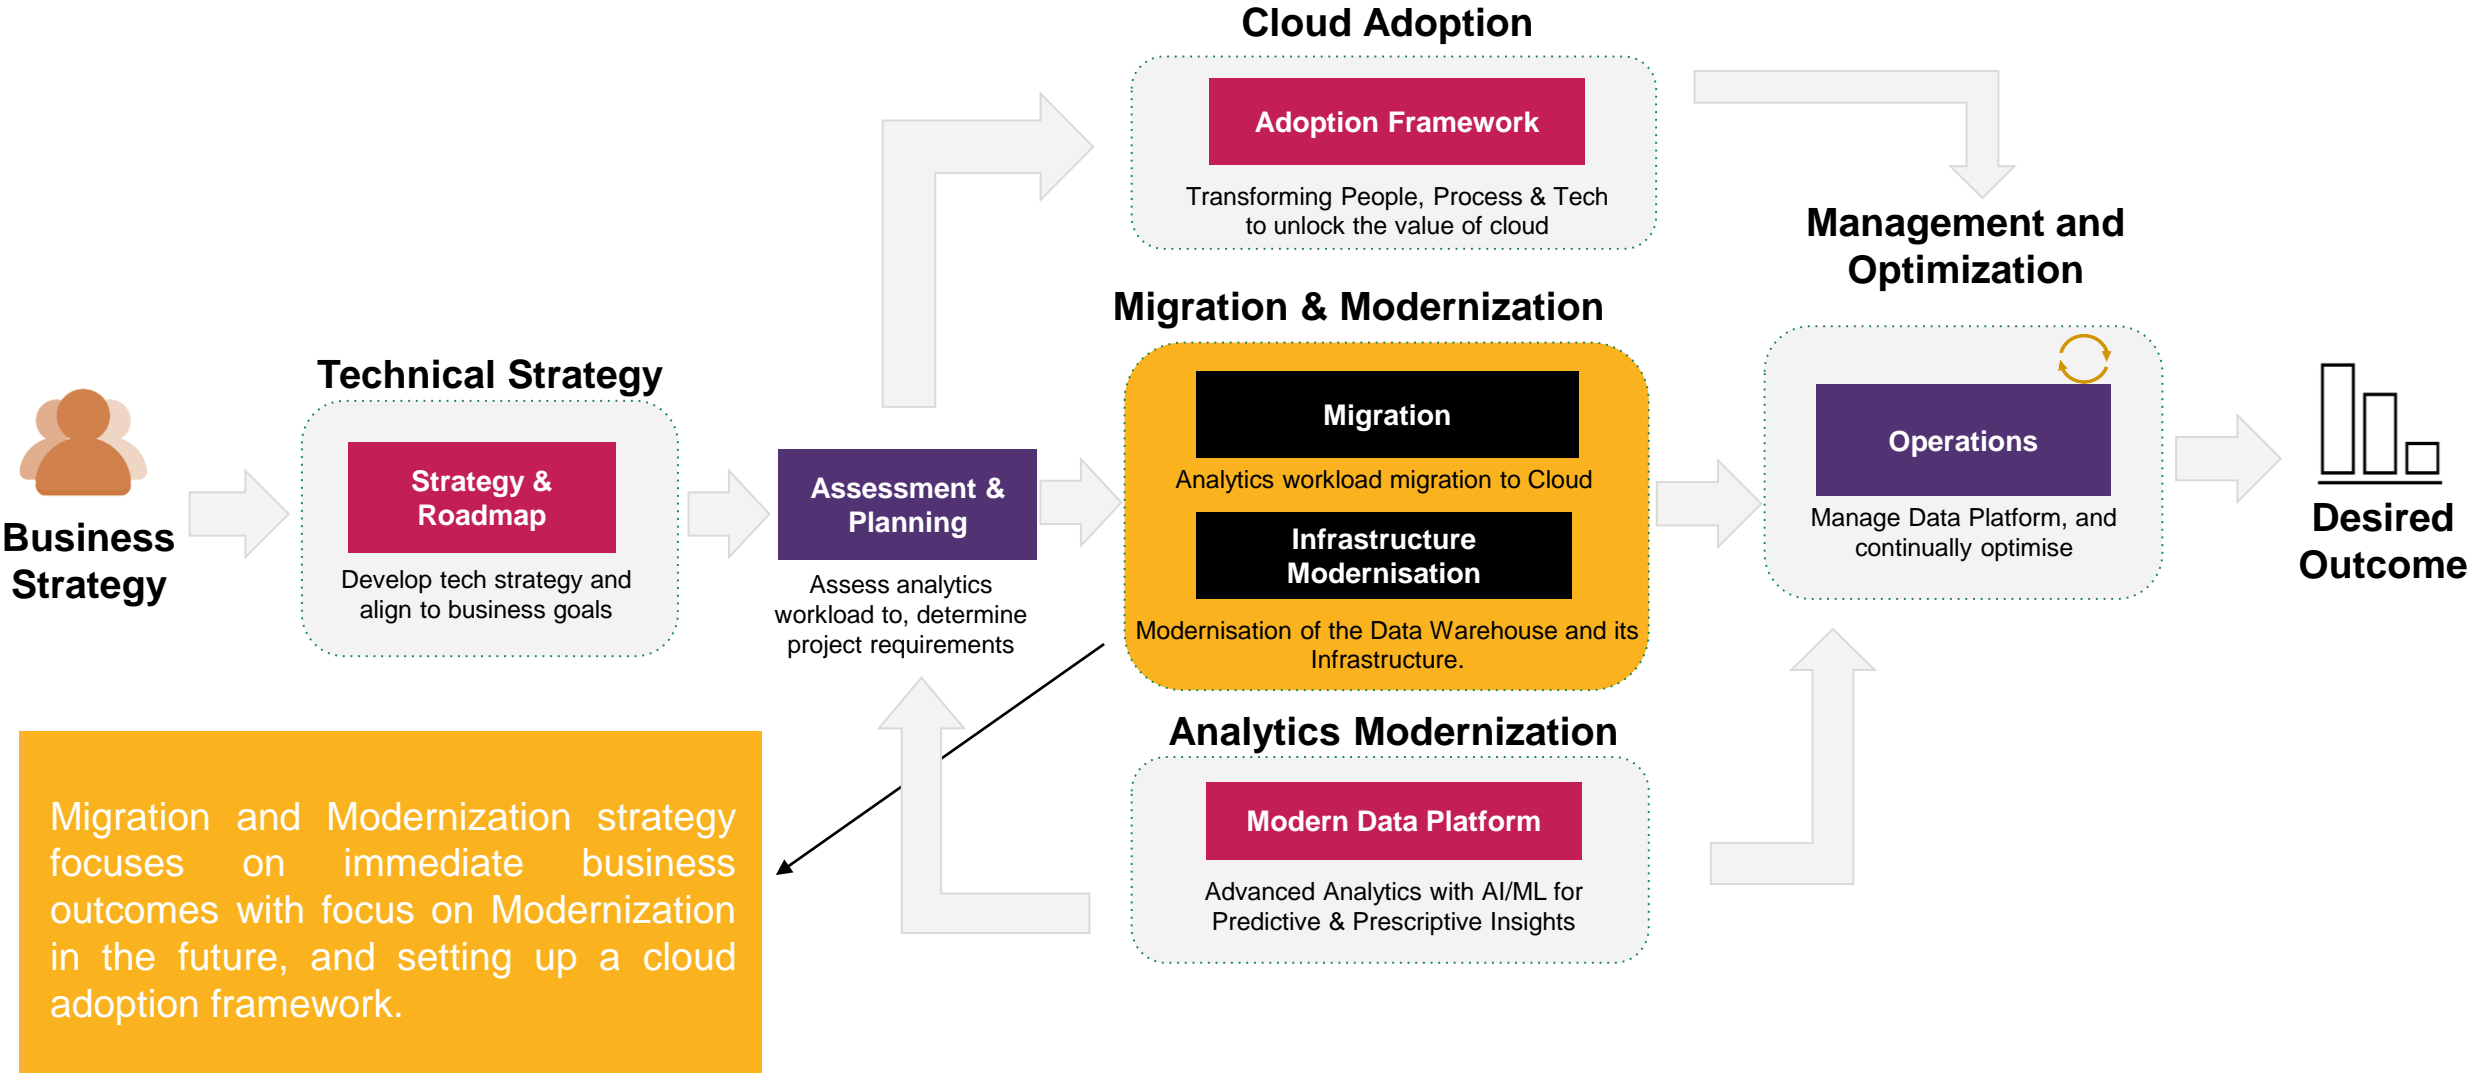 Cloud Adoption
Adoption Framework
Transforming People, Process & Tech
to unlock the value of cloud
Management and
Optimization
Migration & Modernization
Technical Strategy
Business
Strategy
Strategy &
Roadmap
Develop tech strategy and
align to business goals
Assessment &
Planning
Assess analytics
workload to, determine
project requirements
Migration
Analytics workload migration to Cloud
Infrastructure
Modernisation
Modernisation of the Data Warehouse and its
Infrastructure.
Operations
Manage Data Platform, and
continually optimise
Desired
Outcome
Analytics Modernization
Modern Data Platform
Advanced Analytics with AI/ML for
Predictive & Prescriptive Insights
Migration and Modernization strategy
focuses on immediate business
outcomes with focus on Modernization
in the future, and setting up a cloud
adoption framework.